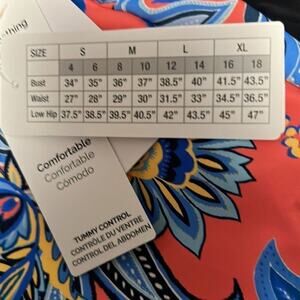 thing
SIZE S M L XL
4 6 8 10 12 14 16 18
Bust 34" 35" 36" 37" 38.5" 40" 41.5" 43.5"
Waist 27" 28" 29" 30" 31.5" 33" 34.5" 36.5"
Low Hip 37.5" 38.5" 39.5" 40.5" 42" 43.5" 45" 47"
Comfortable
Confortable
Cómodo
TUMMY CONTROL
CONTRÔLE DU VENTRE
CONTROL DEL ABDOMEN